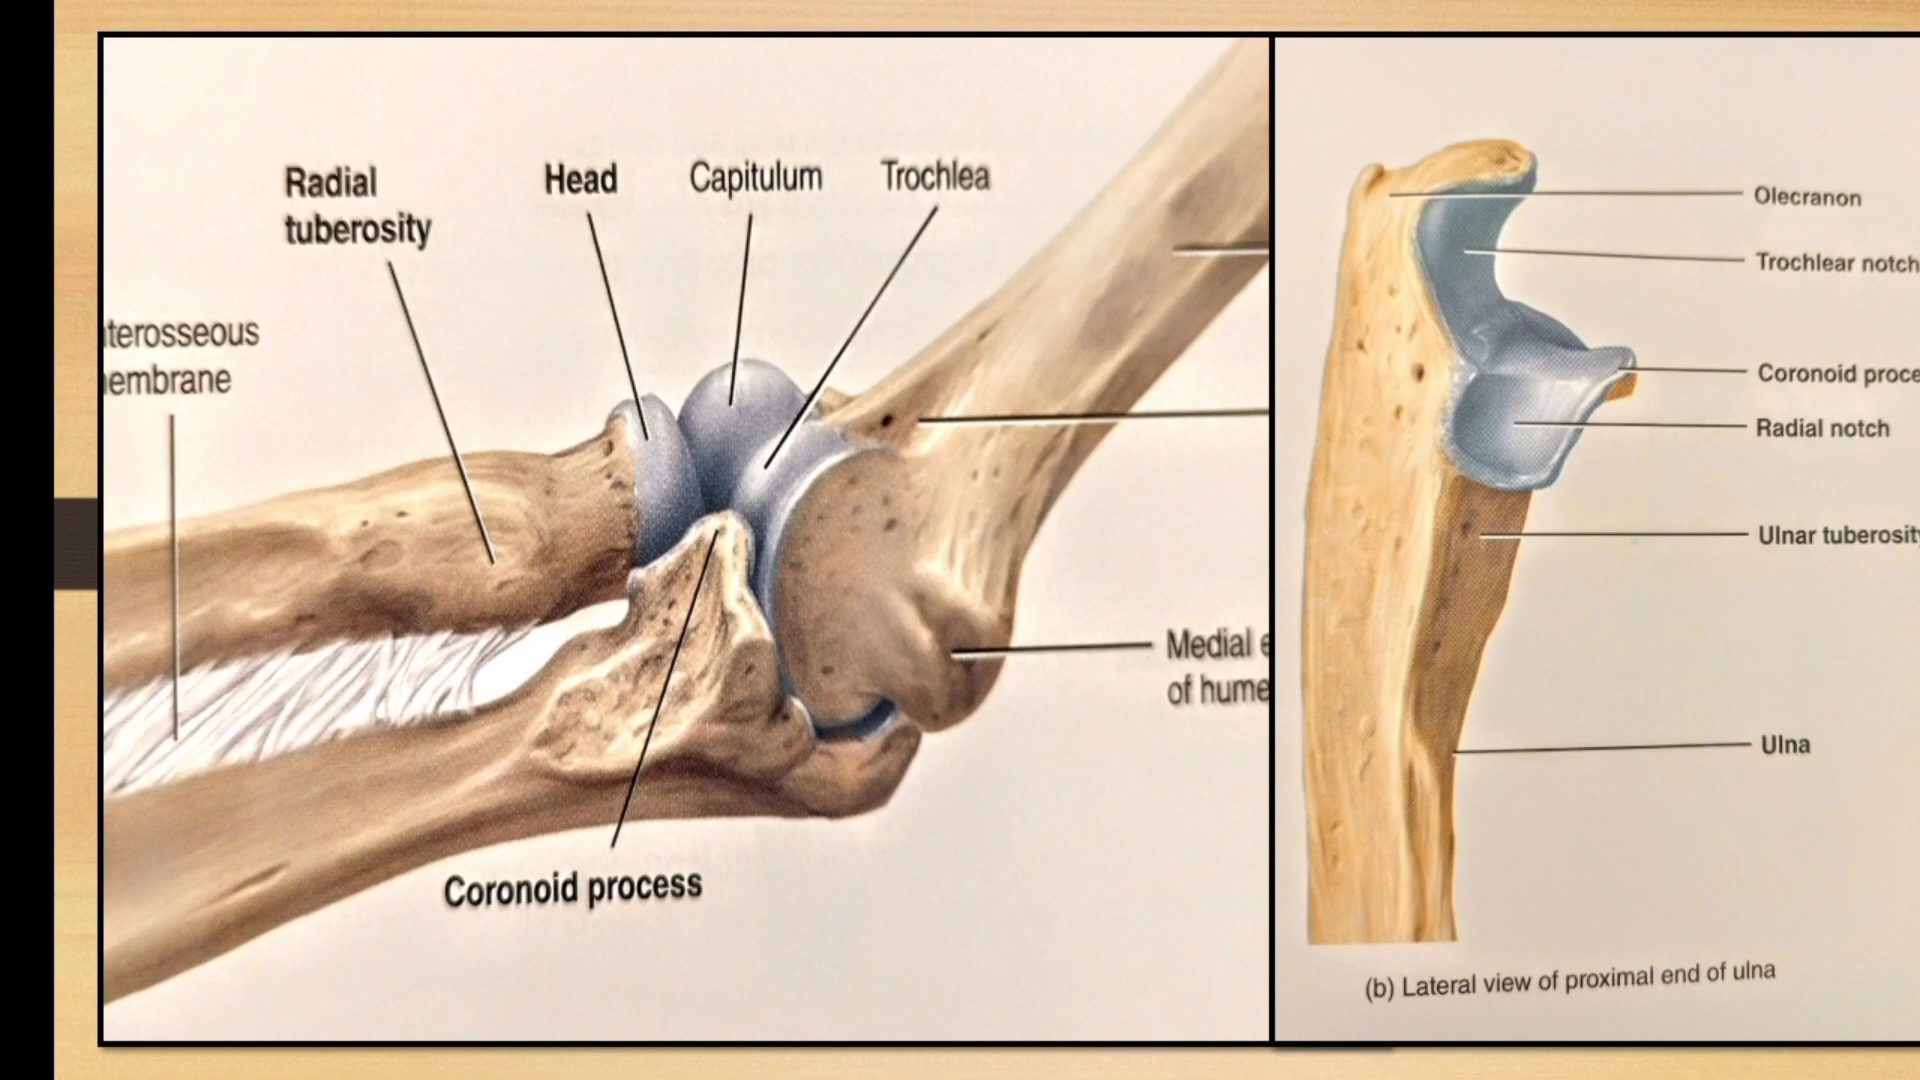 Radial
tuberosity
Head
Capitulum
Trochlea
terosseous
embrane
Medial e
of hume
Coronoid process
Olecranon
Trochlear notch
Coronoid proce
Radial notch
Ulnar tuberosity
Ulna
(b) Lateral view of proximal end of ulna